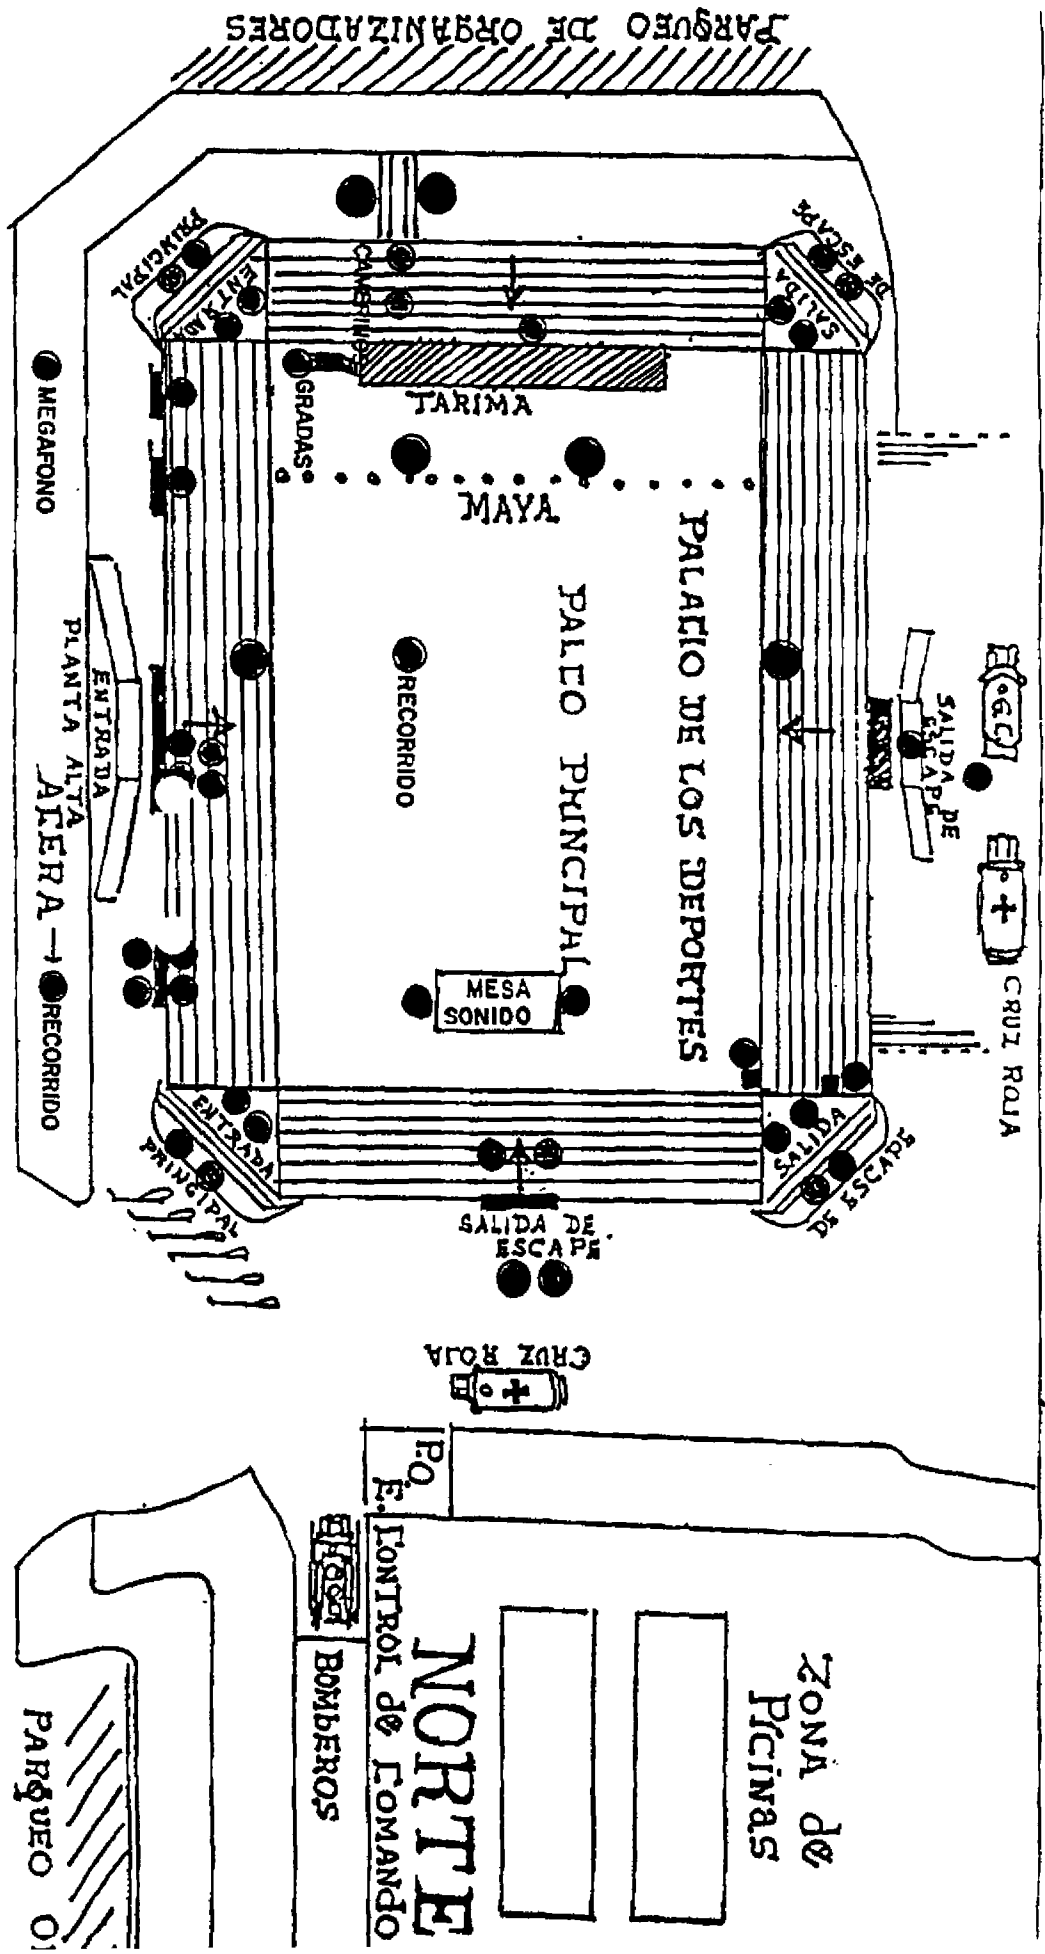 PARQUEO DE ORGANIZADORES
PRINCIPAL
ENTRADA
CAMERINOS
SALIDA
DE ESCAPE
GRADAS
TARIMA
MEGAFONO
MAYA
PALACIO DE LOS DEPORTES
PALCO PRINCIPAL
RECORRIDO
ENTRADA
PLANTA ALTA
ACERA
RECORRIDO
G.C.
SALIDA DE
ESCAPE
CRUZ ROJA
MESA
SONIDO
ENTRADA
PRINCIPAL
SALIDA
DE ESCAPE
SALIDA DE
ESCAPE
CRUZ ROJA
P.O.
E. CONTROL de COMANDO
BOMBEROS
NORTE
ZONA de
PICINAS
PARQUEO